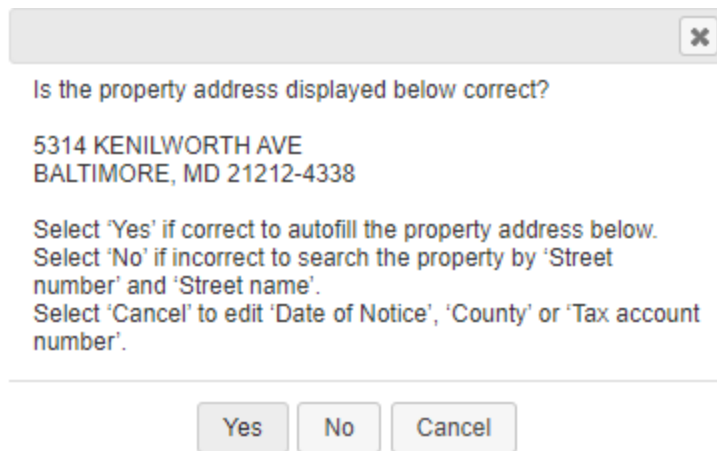 Is the property address displayed below correct?
5314 KENILWORTH AVE
BALTIMORE, MD 21212-4338
Select ‘Yes’ if correct to autofill the property address below.
Select ‘No’ if incorrect to search the property by ‘Street
number’ and ‘Street name’.
Select ‘Cancel’ to edit ‘Date of Notice’, ‘County’ or ‘Tax account
number’.
Yes No Cancel